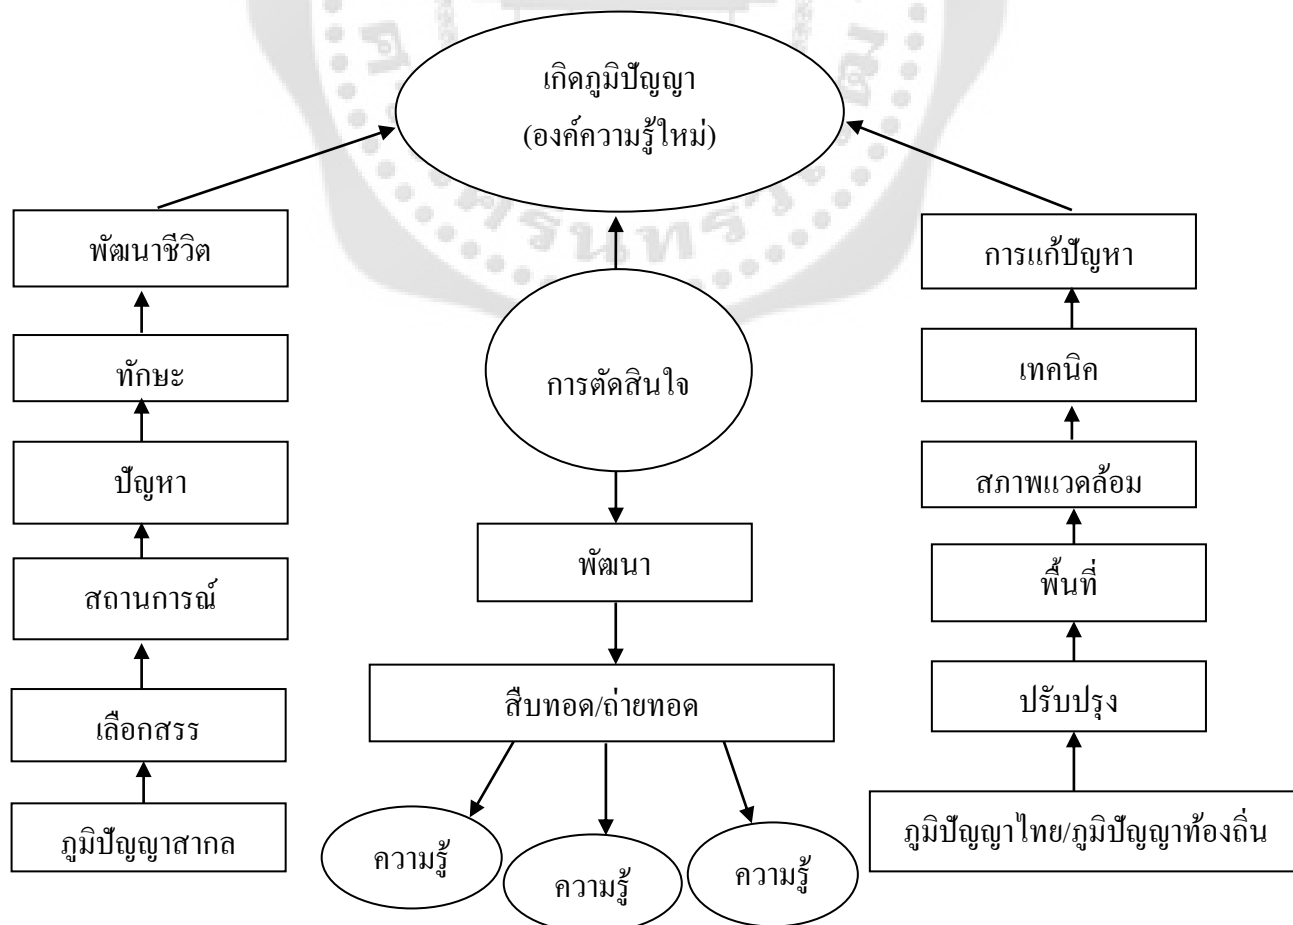 เกิดภูมิปัญญา
(องค์ความรู้ใหม่)
พัฒนาชีวิต
การแก้ปัญหา
ทักษะ
การตัดสินใจ
เทคนิค
ปัญหา
สภาพแวดล้อม
พัฒนา
พื้นที่
สถานการณ์
สืบทอด/ถ่ายทอด
ปรับปรุง
เลือกสรร
ภูมิปัญญาสากล
ความรู้
ความรู้
ความรู้
ภูมิปัญญาไทย/ภูมิปัญญาท้องถิ่น